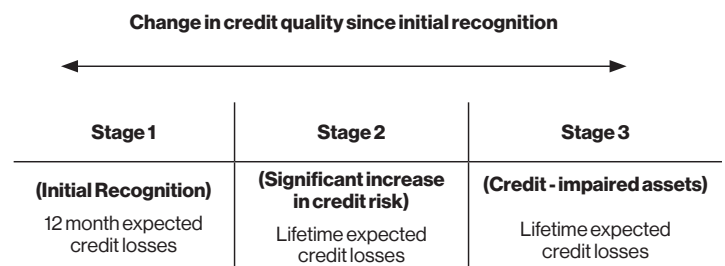 Change in credit quality since initial recognition
Stage 1
Stage 2
Stage 3
(Initial Recognition)
12 month expected
credit losses
(Significant increase
in credit risk)
Lifetime expected
credit losses
(Credit - impaired assets)
Lifetime expected
credit losses